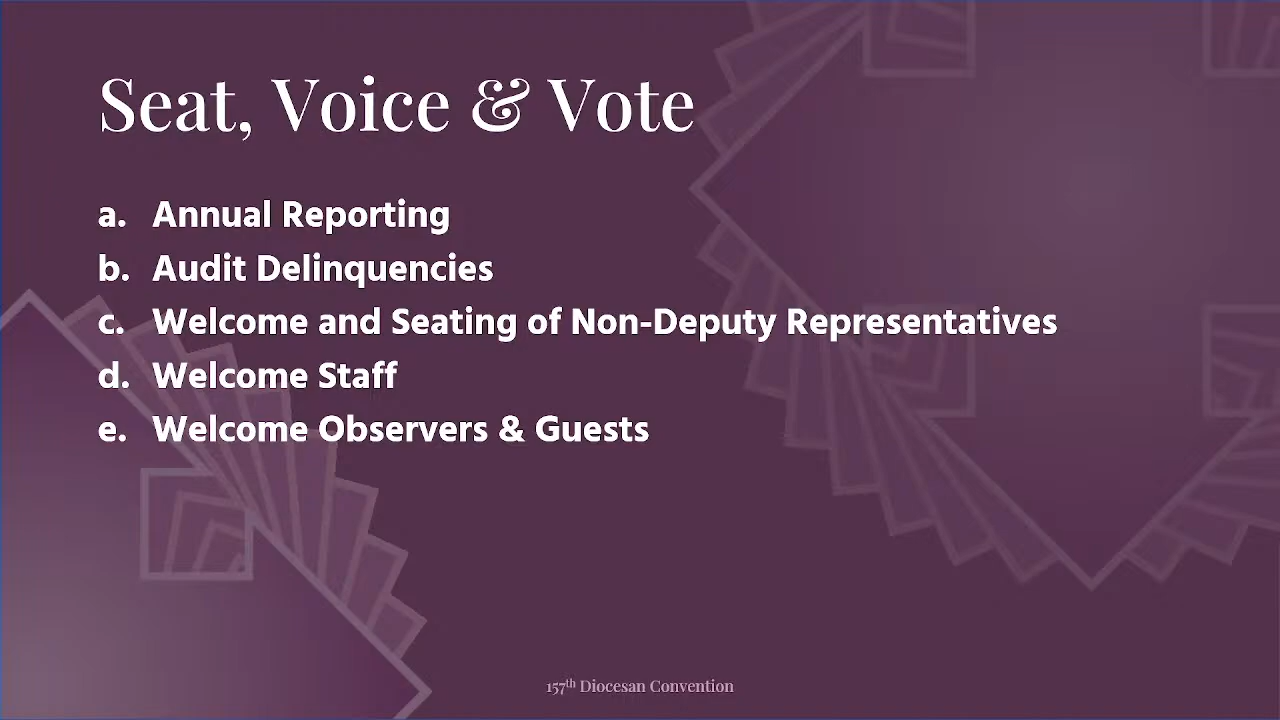 Seat, Voice & Vote
a. Annual Reporting
b. Audit Delinquencies
c. Welcome and Seating of Non-Deputy Representatives
d. Welcome Staff
e. Welcome Observers & Guests
157th Diocesan Convention